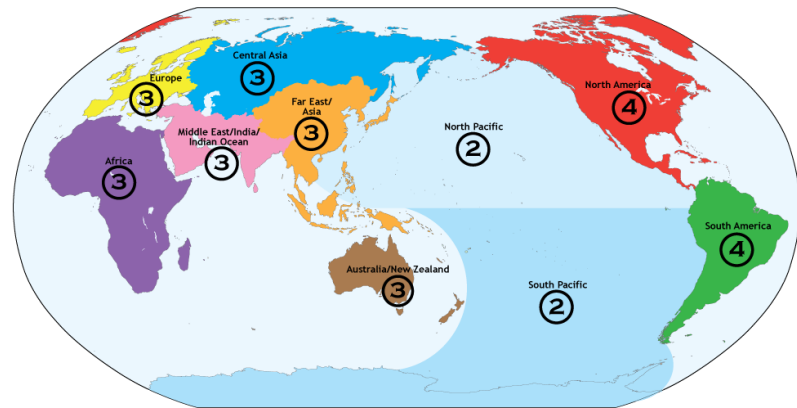 Central Asia
3
Europe
3
North America
4
Far East/
Asia
3
Middle East/India/
Indian Ocean
3
North Pacific
2
Africa
3
South America
4
Australia/New Zealand
3
South Pacific
2